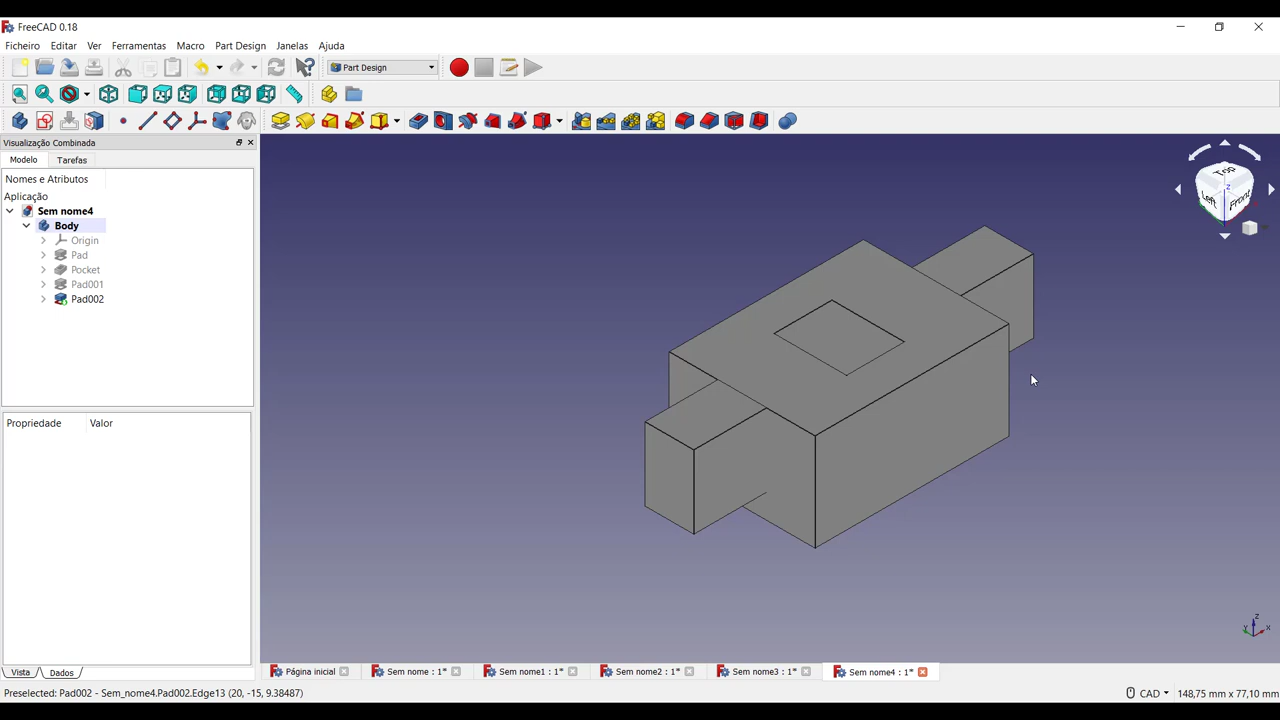 FreeCAD 0.18
Ficheiro Editar Ver Ferramentas Macro Part Design Janelas Ajuda
Part Design
Visualização Combinada
Modelo Tarefas
Nomes e Atributos
Aplicação
Sem nome4
Body
Origin
Pad
Pocket
Pad001
Pad002
Top
Left
Front
Z
Propriedade Valor
Z
Y
X
Vista Dados
Página inicial Sem nome : 1* Sem nome1 : 1* Sem nome2 : 1* Sem nome3 : 1* Sem nome4 : 1*
Preselected: Pad002 - Sem_nome4.Pad002.Edge13 (20, -15, 9.38487) CAD 148,75 mm x 77,10 mm